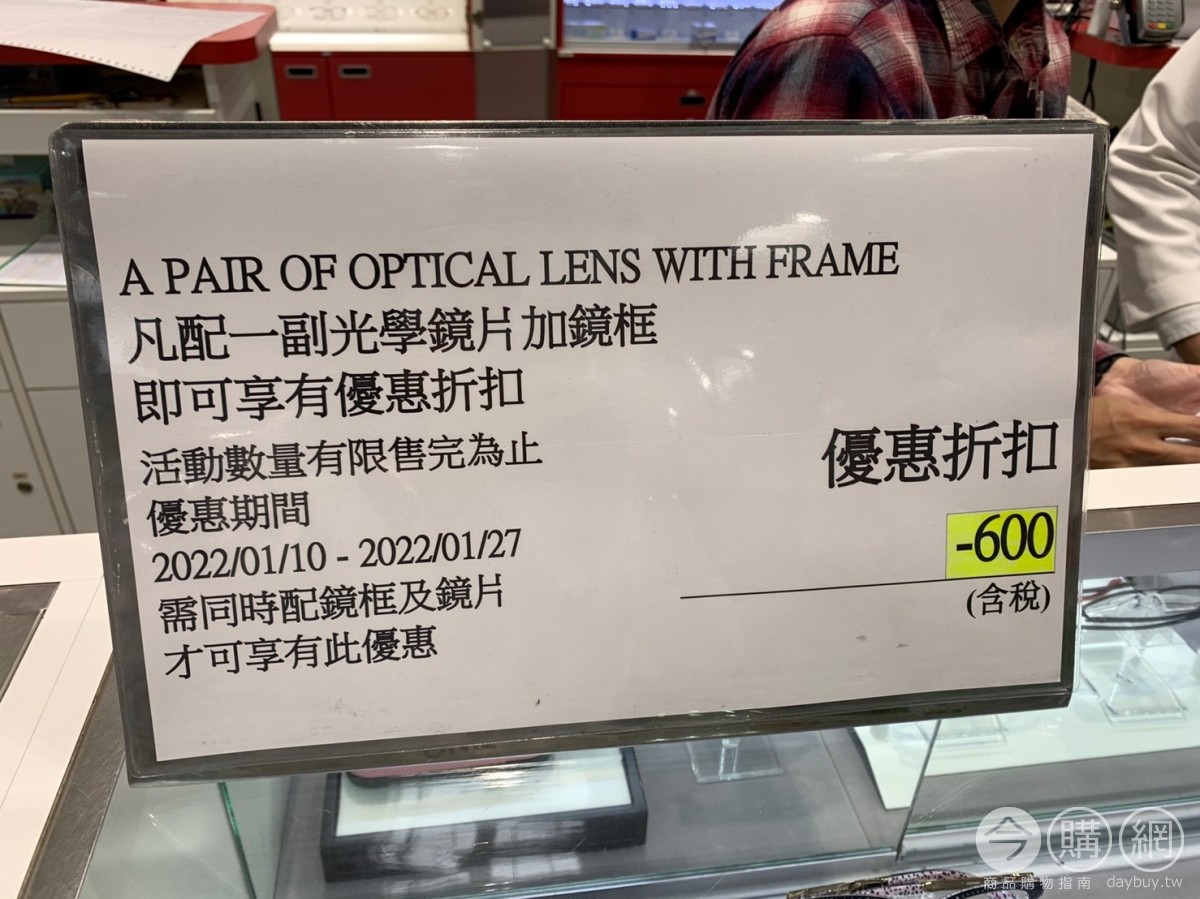 A PAIR OF OPTICAL LENS WITH FRAME
凡配一副光學鏡片加鏡框
即可享有優惠折扣
活動數量有限售完為止
優惠期間
2022/01/10 - 2022/01/27
需同時配鏡框及鏡片
才可享有此優惠
優惠折扣
-600
(含稅)
今購網
商品購物指南 daybuy.tw